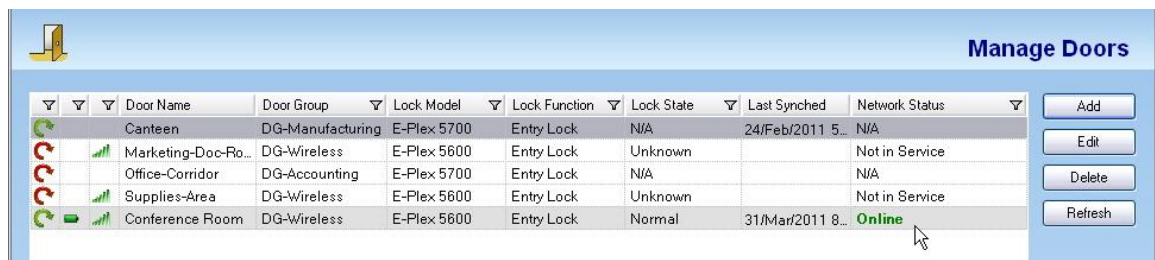 Manage Doors
Door Name Door Group Lock Model Lock Function Lock State Last Synched Network Status Add
Canteen DG-Manufacturing E-Plex 5700 Entry Lock N/A 24/Feb/2011 5... N/A
Edit
Marketing-Doc-Ro... DG-Wireless E-Plex 5600 Entry Lock Unknown Not in Service
Office-Corridor DG-Accounting E-Plex 5700 Entry Lock N/A N/A Delete
Supplies-Area DG-Wireless E-Plex 5600 Entry Lock Unknown Not in Service
Conference Room DG-Wireless E-Plex 5600 Entry Lock Normal 31/Mar/2011 8... Online Refresh